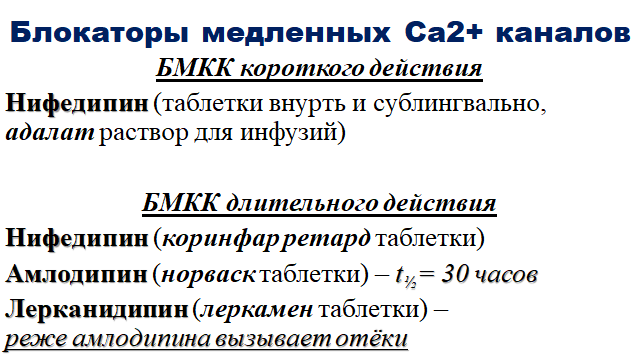 Блокаторы медленных Ca2+ каналов
БМКК короткого действия
Нифедипин (таблетки внурть и сублингвально,
адалат раствор для инфузий)
БМКК длительного действия
Нифедипин (коринфар ретард таблетки)
Амлодипин (норваск таблетки) – t½ = 30 часов
Лерканидипин (леркамен таблетки) –
реже амлодипина вызывает отёки